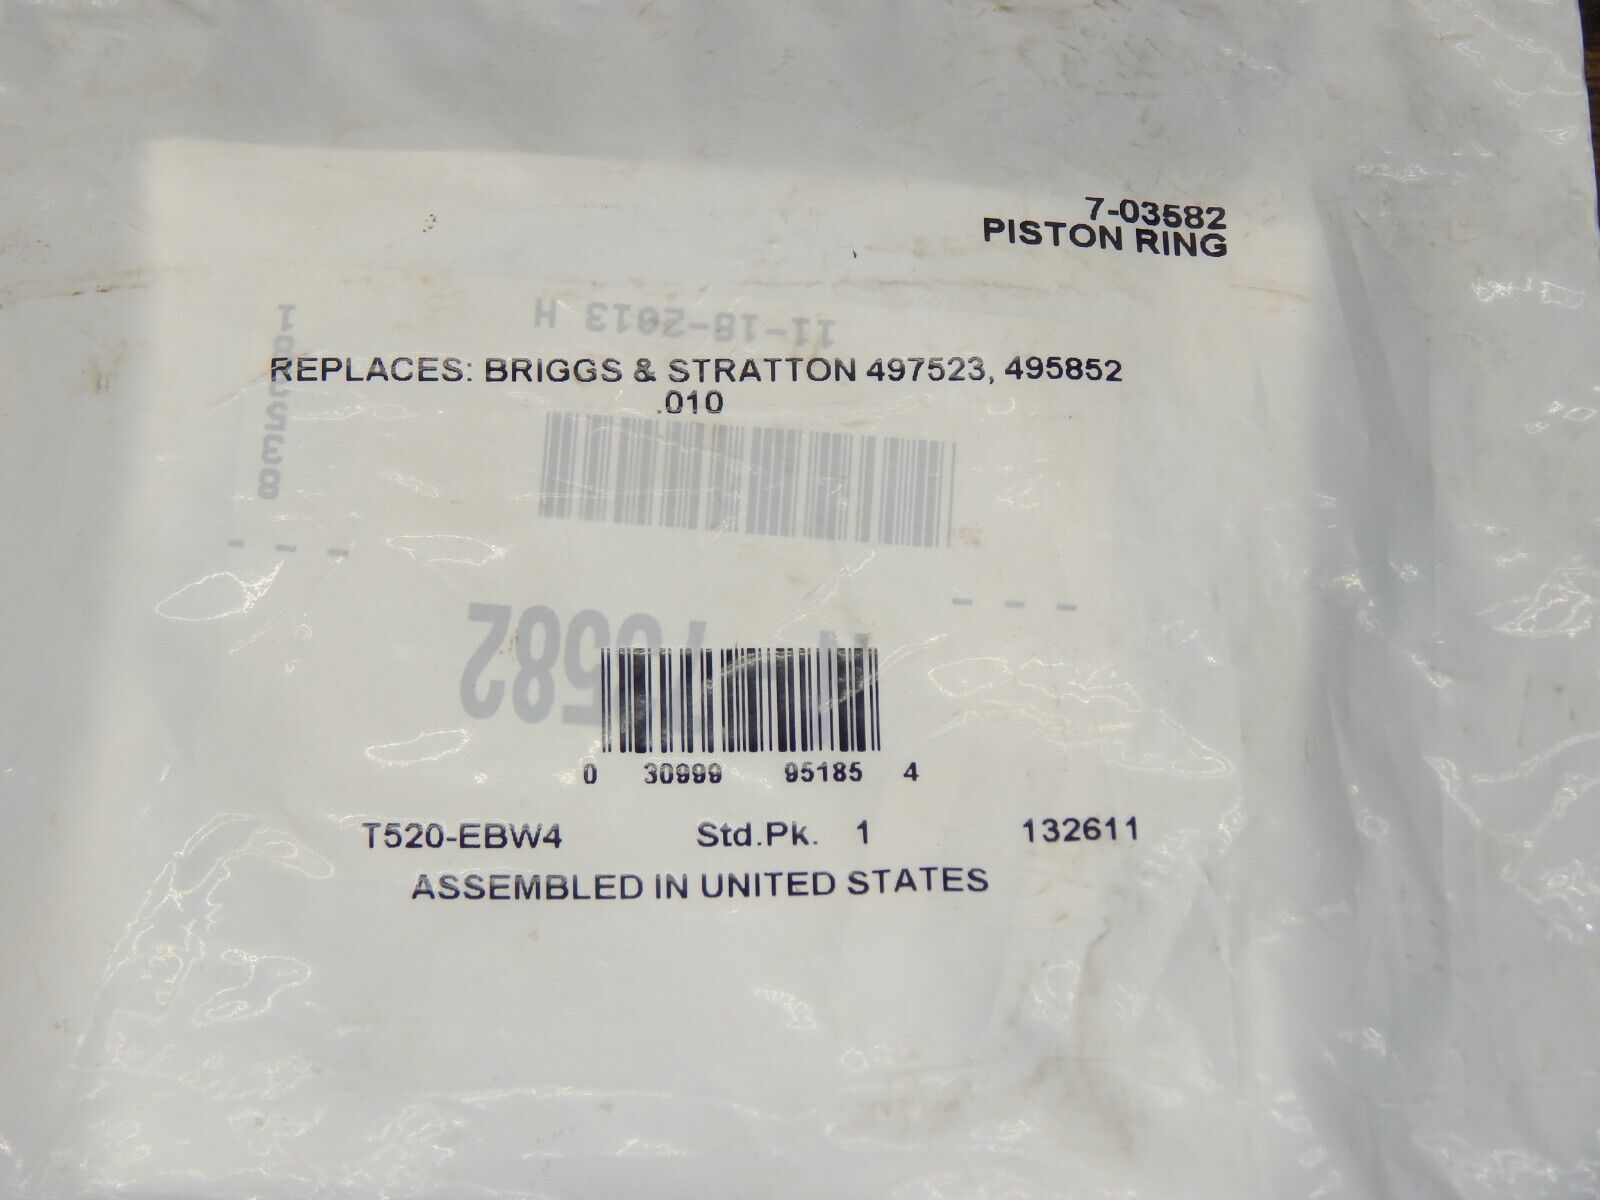 7-03582
PISTON RING
11-18-2013 H
REPLACES: BRIGGS & STRATTON 497523, 495852
.010
0 30999 95185 4
T520-EBW4 Std.Pk. 1 132611
ASSEMBLED IN UNITED STATES